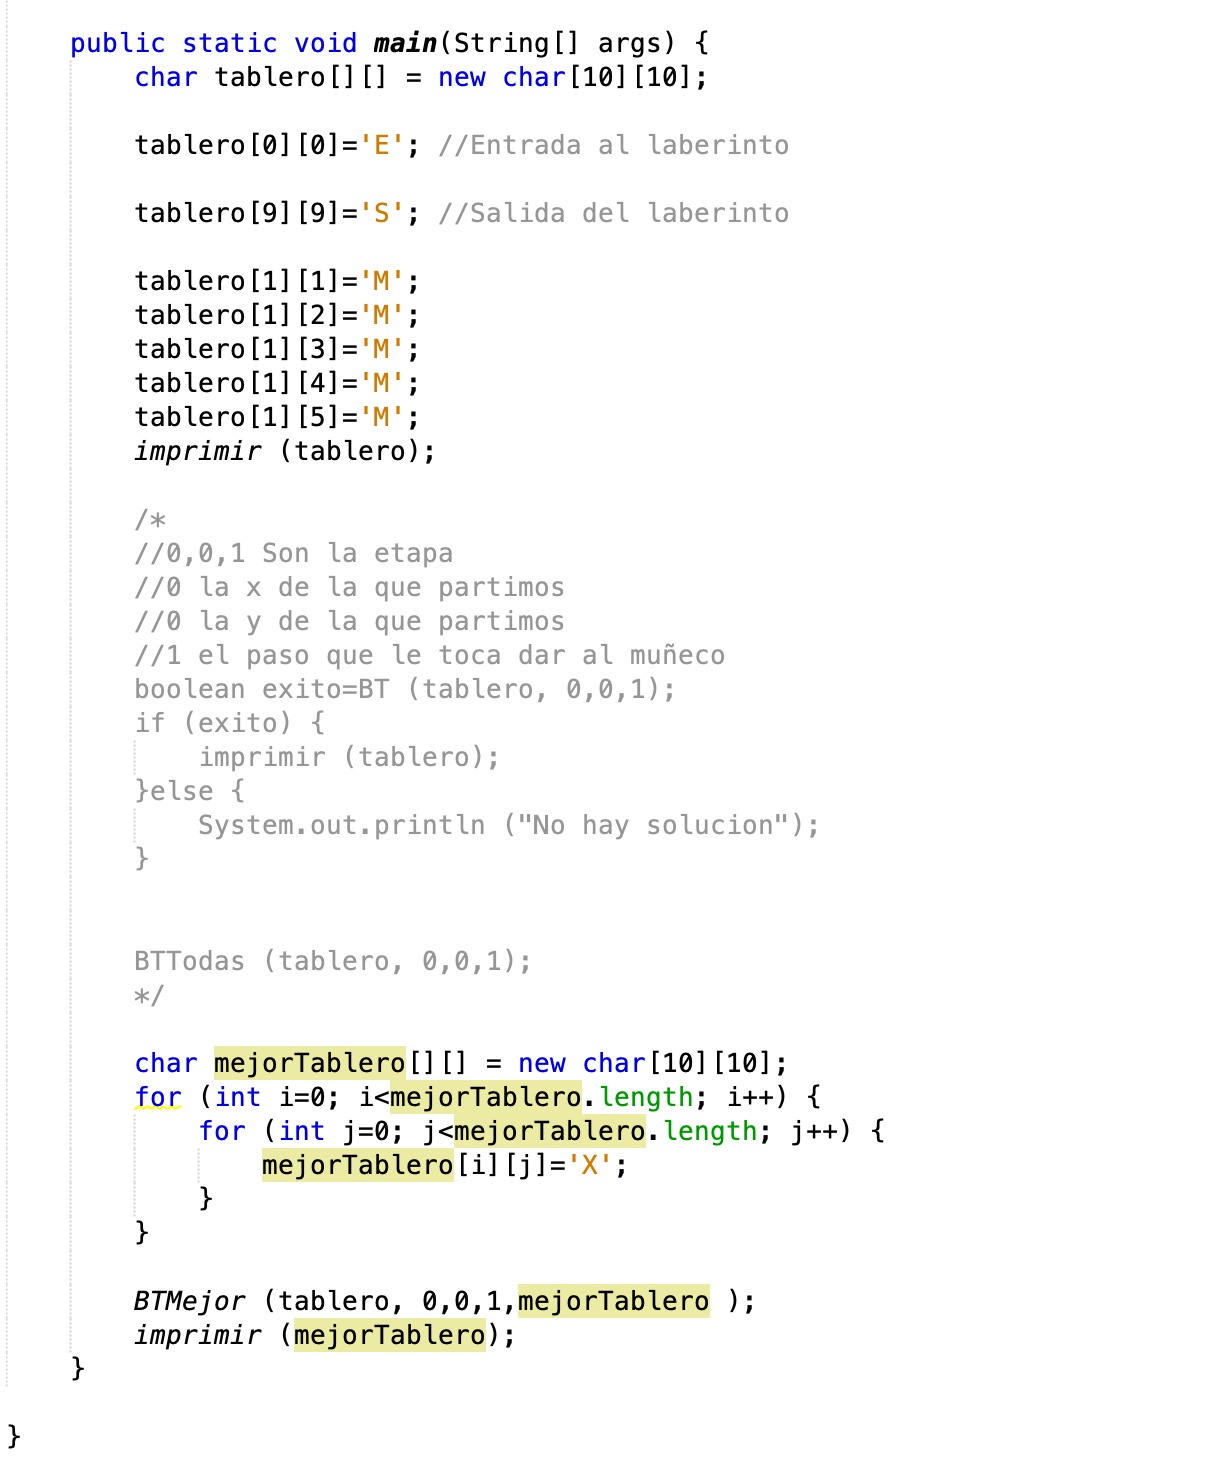 public static void main(String[] args) {
char tablero[][] = new char[10][10];
tablero[0][0]='E'; //Entrada al laberinto
tablero[9][9]='S'; //Salida del laberinto
tablero[1][1]='M';
tablero[1][2]='M';
tablero[1][3]='M';
tablero[1][4]='M';
tablero[1][5]='M';
imprimir (tablero);
/*
//0,0,1 Son la etapa
//0 la x de la que partimos
//0 la y de la que partimos
//1 el paso que le toca dar al muñeco
boolean exito=BT (tablero, 0,0,1);
if (exito) {
imprimir (tablero);
}else {
System.out.println ("No hay solucion");
}
BTTodas (tablero, 0,0,1);
*/
char mejorTablero[][] = new char[10][10];
for (int i=0; i<mejorTablero.length; i++) {
for (int j=0; j<mejorTablero.length; j++) {
mejorTablero[i][j]='X';
}
}
BTMejor (tablero, 0,0,1,mejorTablero );
imprimir (mejorTablero);
}
}